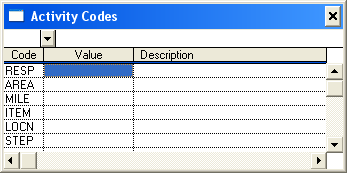 Activity Codes
Code Value Description
RESP
AREA
MILE
ITEM
LOCN
STEP